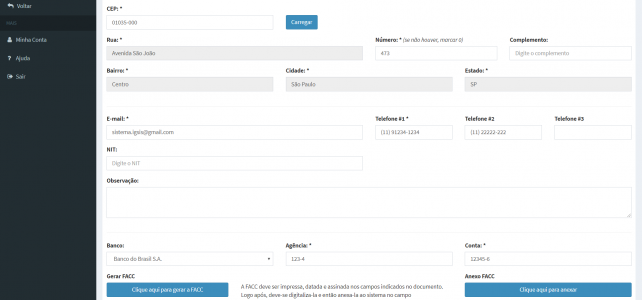 Voltar
CEP: *
01035-000
Carregar
MAIS
Minha Conta
Rua: *
Número: * (se não houver, marcar 0)
Complemento:
Avenida São João
473
Digite o complemento
Ajuda
Bairro: *
Cidade: *
Estado: *
Sair
Centro
São Paulo
SP
E-mail: *
Telefone #1 *
Telefone #2
Telefone #3
sistema.igsis@gmail.com
(11) 91234-1234
(11) 22222-222
NIT:
Digite o NIT
Observação:
Banco:
Agência: *
Conta: *
Banco do Brasil S.A.
123-4
12345-6
Gerar FACC
Anexo FACC
Clique aqui para gerar a FACC
A FACC deve ser impressa, datada e assinada nos campos indicados no documento.
Clique aqui para anexar
Logo após, deve-se digitaliza-la e então anexa-la ao sistema no campo